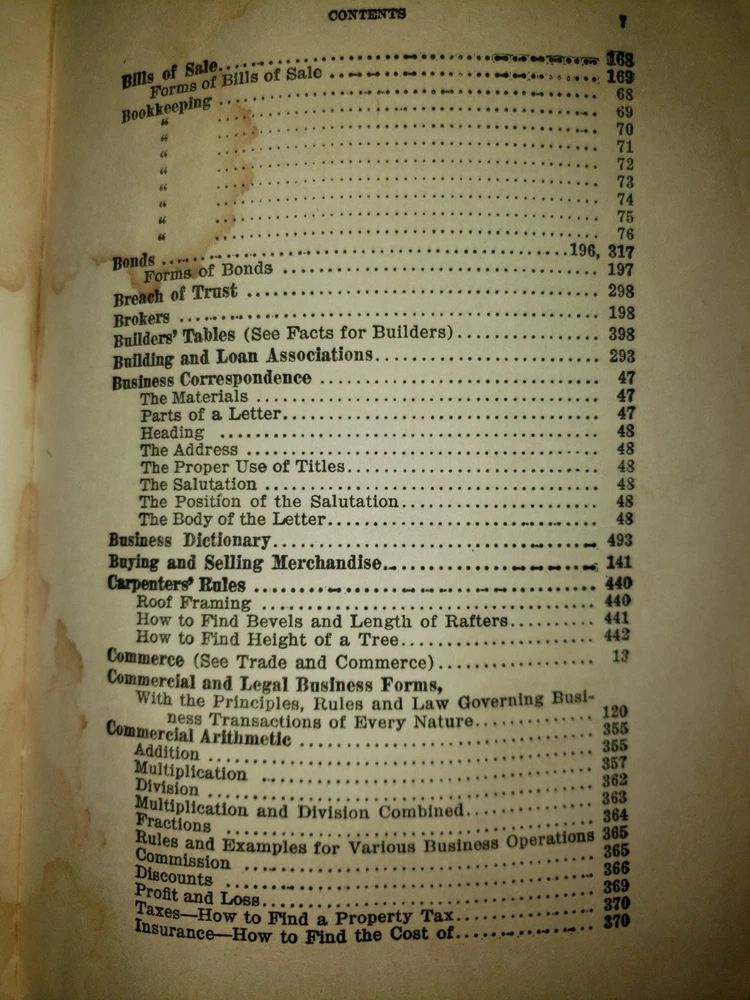 CONTENTS 7
Bills of Sale........................................ 168
Forms of Bills of Sale ........................................ 169
Bookkeeping ........................................ 68
“ ........................................ 69
“ ........................................ 70
“ ........................................ 71
“ ........................................ 72
“ ........................................ 73
“ ........................................ 74
“ ........................................ 75
“ ........................................ 76
Bonds ........................................196, 317
Forms of Bonds ........................................ 197
Breach of Trust ........................................ 298
Brokers ........................................ 198
Builders’ Tables (See Facts for Builders)................. 398
Building and Loan Associations........................... 293
Business Correspondence ................................. 47
The Materials ........................................ 47
Parts of a Letter..................................... 47
Heading ........................................ 48
The Address ........................................ 48
The Proper Use of Titles.............................. 48
The Salutation ........................................ 48
The Position of the Salutation........................ 48
The Body of the Letter................................ 48
Business Dictionary...................................... 493
Buying and Selling Merchandise........................... 141
Carpenters’ Rules ........................................ 440
Roof Framing ........................................ 440
How to Find Bevels and Length of Rafters.......... 441
How to Find Height of a Tree......................... 442
Commerce (See Trade and Commerce)................... 13
Commercial and Legal Business Forms,
With the Principles, Rules and Law Governing Busi-
ness Transactions of Every Nature............... 120
Commercial Arithmetic ................................. 355
Addition ........................................ 355
Multiplication ........................................ 357
Division ........................................ 362
Multiplication and Division Combined............... 363
Fractions ........................................ 364
Rules and Examples for Various Business Operations 365
Commission ........................................ 365
Discounts ........................................ 366
Profit and Loss........................................ 369
Taxes—How to Find a Property Tax................. 370
Insurance—How to Find the Cost of................. 370